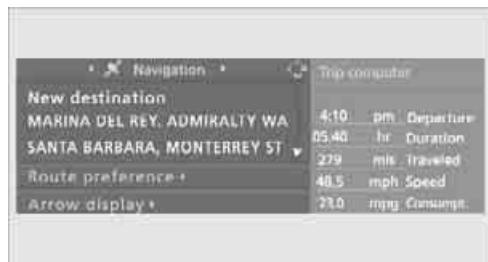 Navigation
New destination
MARINA DEL REY, ADMIRALTY WA
SANTA BARBARA, MONTERREY ST
Route preference
Arrow display
Trip computer
4:10 pm Departure
05.40 hr Duration
279 mls Traveled
48.5 mph Speed
23.0 mpg Consumpt.